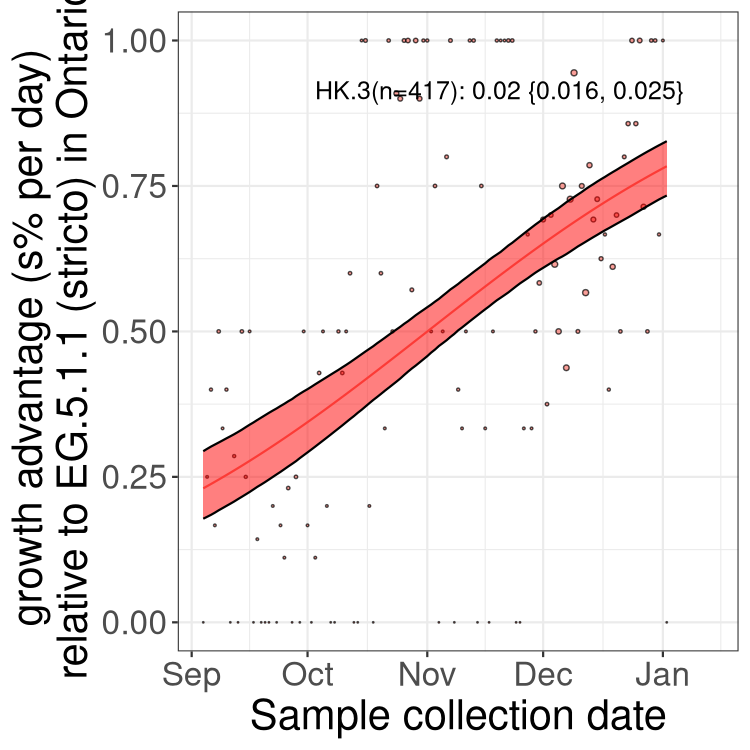 growth advantage (s% per day)
relative to EG.5.1.1 (stricto) in Ontario
1.00
0.75
0.50
0.25
0.00
HK.3(n=417): 0.02 {0.016, 0.025}
Sep Oct Nov Dec Jan
Sample collection date